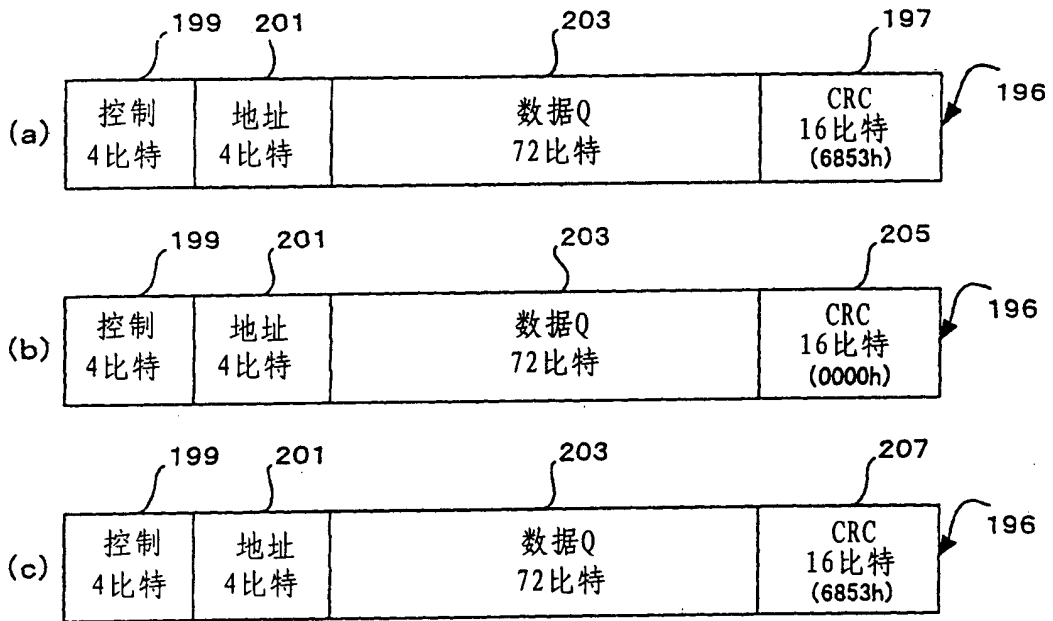 199 201 203 197
196
(a) 控制 地址 数据Q CRC
4比特 4比特 72比特 16比特
(6853h)
199 201 203 205
196
(b) 控制 地址 数据Q CRC
4比特 4比特 72比特 16比特
(0000h)
199 201 203 207
196
(c) 控制 地址 数据Q CRC
4比特 4比特 72比特 16比特
(6853h)